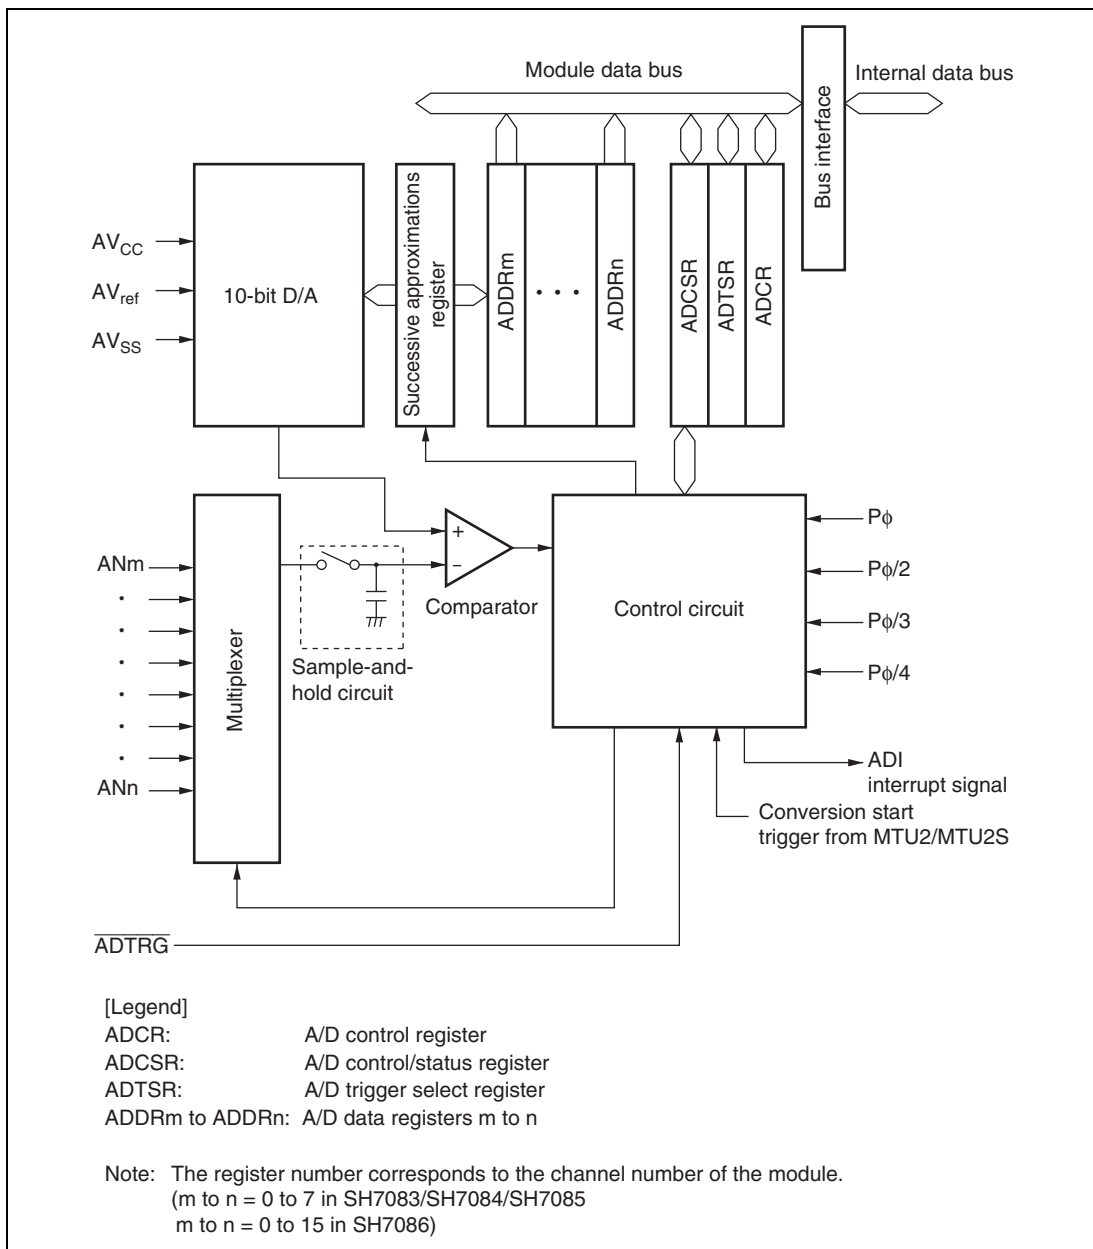 Module data bus
Internal data bus
Bus interface
AVCC
AVref
AVSS
10-bit D/A
Successive approximations
register
ADDRm
• • •
ADDRn
ADCSR
ADTSR
ADCR
+
−
Comparator
Sample-and-
hold circuit
Multiplexer
ANm
•
•
•
•
•
•
ANn
Control circuit
Pϕ
Pϕ/2
Pϕ/3
Pϕ/4
ADI
interrupt signal
Conversion start
trigger from MTU2/MTU2S
ADTRG
[Legend]
ADCR: A/D control register
ADCSR: A/D control/status register
ADTSR: A/D trigger select register
ADDRm to ADDRn: A/D data registers m to n
Note: The register number corresponds to the channel number of the module.
(m to n = 0 to 7 in SH7083/SH7084/SH7085
m to n = 0 to 15 in SH7086)